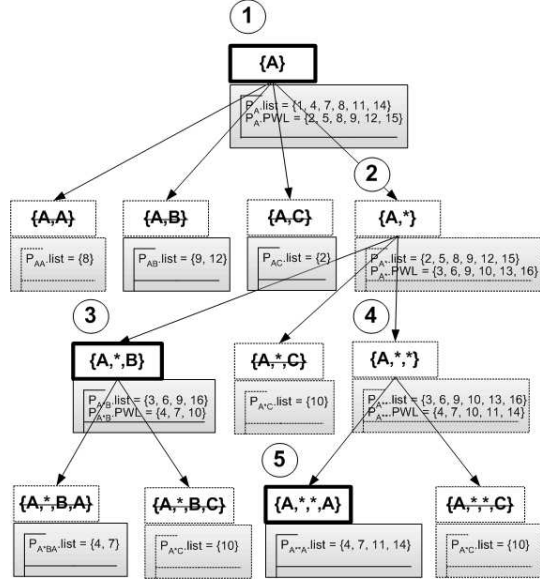 1
{A}
P_A.list = {1, 4, 7, 8, 11, 14}
P_A.PWL = {2, 5, 8, 9, 12, 15}
2
{A,A}
{A,B}
{A,C}
{A,*}
P_AA.list = {8}
P_AB.list = {9, 12}
P_AC.list = {2}
P_A*.list = {2, 5, 8, 9, 12, 15}
P_A*.PWL = {3, 6, 9, 10, 13, 16}
3
4
{A,*,B}
{A,*,C}
{A,*,*}
P_A*B.list = {3, 6, 9, 16}
P_A*B.PWL = {4, 7, 10}
P_A*C.list = {10}
P_A**.list = {3, 6, 9, 10, 13, 16}
P_A**.PWL = {4, 7, 10, 11, 14}
5
{A,*,B,A}
{A,*,B,C}
{A,*,*,A}
{A,*,*,C}
P_A*BA.list = {4, 7}
P_A*C.list = {10}
P_A**A.list = {4, 7, 11, 14}
P_A*C.list = {10}